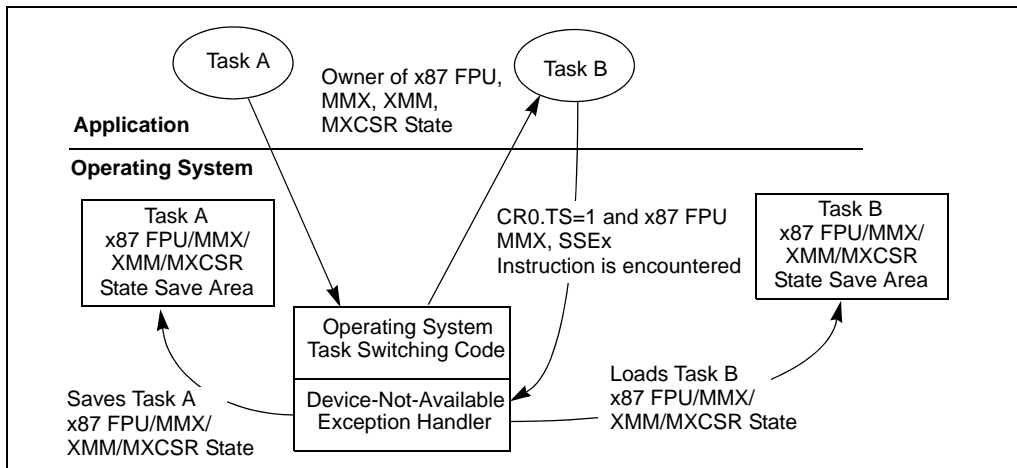 Task A
Owner of x87 FPU,
MMX, XMM,
MXCSR State
Task B
Application
Operating System
Task A
x87 FPU/MMX/
XMM/MXCSR
State Save Area
CR0.TS=1 and x87 FPU
MMX, SSEx
Instruction is encountered
Task B
x87 FPU/MMX/
XMM/MXCSR
State Save Area
Operating System
Task Switching Code
Device-Not-Available
Exception Handler
Saves Task A
x87 FPU/MMX/
XMM/MXCSR State
Loads Task B
x87 FPU/MMX/
XMM/MXCSR State